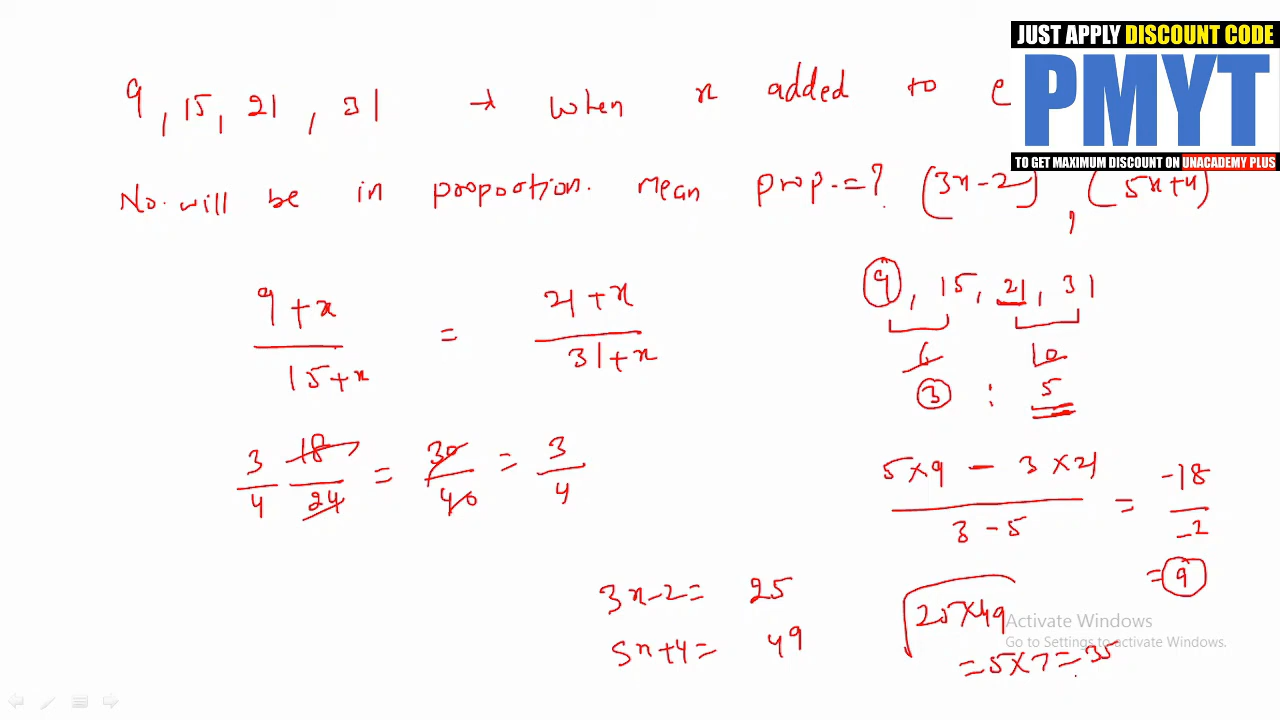 JUST APPLY DISCOUNT CODE
PMYT
TO GET MAXIMUM DISCOUNT ON UNACADEMY PLUS
9, 15, 21, 31 → When x added to e
No. will be in proportion. mean prop. = ? (3x-2), (5x+4)
9, 15, 21, 31
6 10
3 : 5
9+x / 15+x = 21+x / 31+x
3/4 18/24 = 30/40 = 3/4
5×9 - 3×21 / 3-5 = -18 / -2
= 9
3x-2 = 25
5x+4 = 49
√25×49
= 5×7 = 35
Activate Windows
Go to Settings to activate Windows.